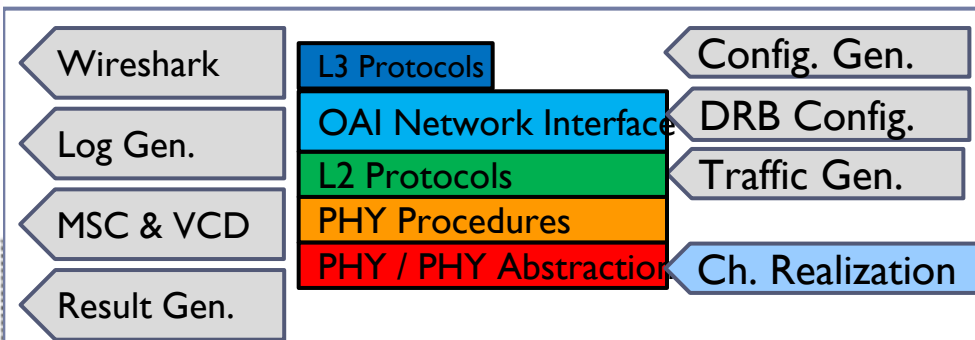 Wireshark
Log Gen.
MSC & VCD
Result Gen.
L3 Protocols
OAI Network Interface
L2 Protocols
PHY Procedures
PHY / PHY Abstraction
Config. Gen.
DRB Config.
Traffic Gen.
Ch. Realization